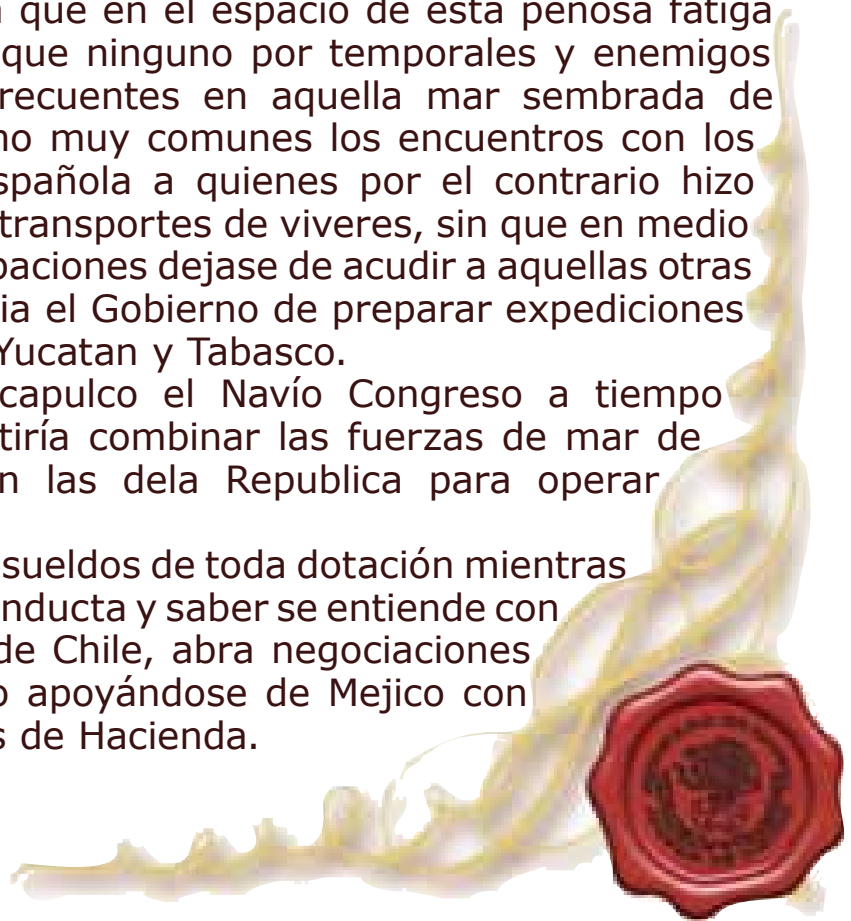 que en el espacio de esta penosa fatiga
que ninguno por temporales y enemigos
recuentes en aquella mar sembrada de
no muy comunes los encuentros con los
spañola a quienes por el contrario hizo
transportes de viveres, sin que en medio
paciones dejase de acudir a aquellas otras
ia el Gobierno de preparar expediciones
Yucatan y Tabasco.
capulco el Navío Congreso a tiempo
tiría combinar las fuerzas de mar de
n las dela Republica para operar
sueldos de toda dotación mientras
nducta y saber se entiende con
de Chile, abra negociaciones
o apoyándose de Mejico con
s de Hacienda.